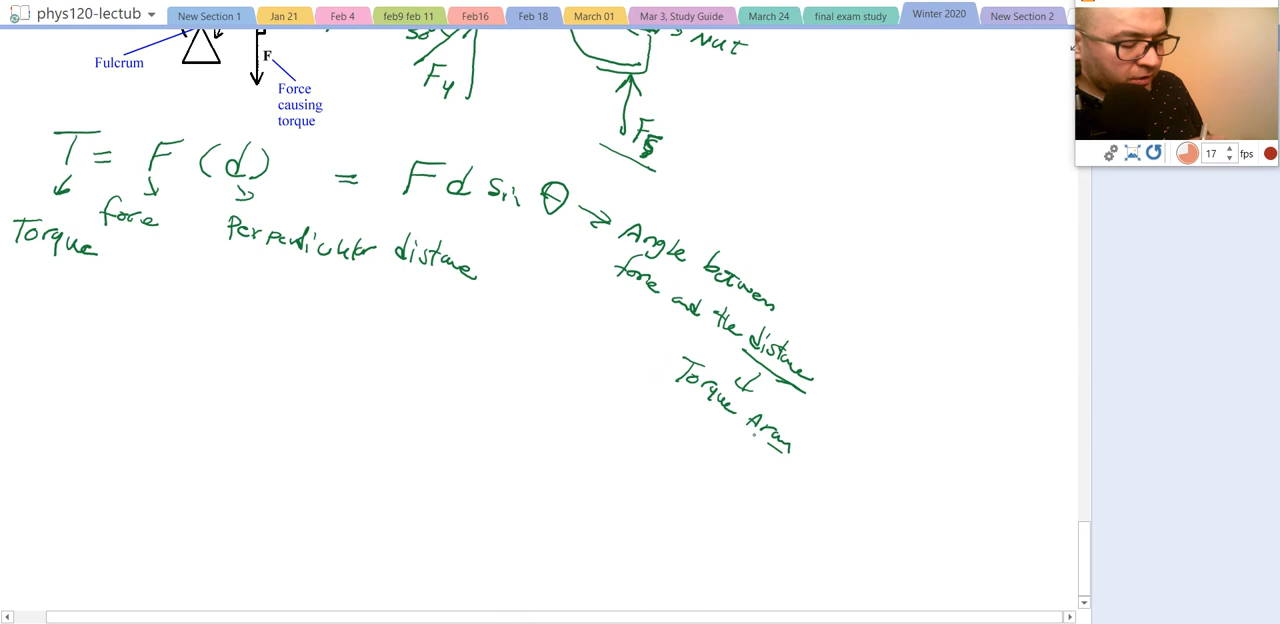 phys120-lectub
New Section 1
Jan 21
Feb 4
feb9 feb 11
Feb16
Feb 18
March 01
Mar 3, Study Guide
March 24
final exam study
Winter 2020
New Section 2
17 fps
Fulcrum
F
Force
causing
torque
F4
Nut
F5
T = F (d) = F d sin θ
Torque
force
Perpendicular distance
Angle between
force and the distance
Torque Arm